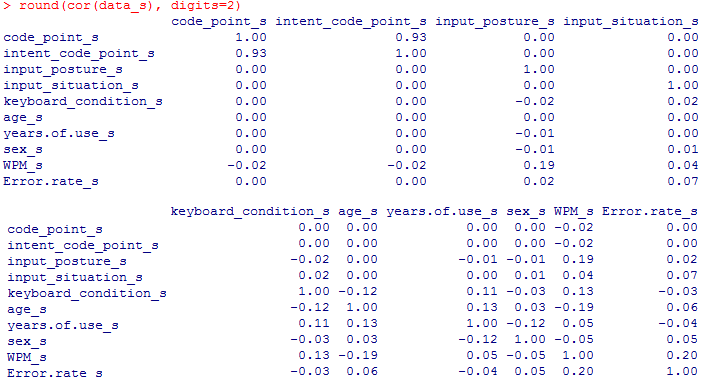 > round(cor(data_s), digits=2)
code_point_s intent_code_point_s input_posture_s input_situation_s
code_point_s 1.00 0.93 0.00 0.00
intent_code_point_s 0.93 1.00 0.00 0.00
input_posture_s 0.00 0.00 1.00 0.00
input_situation_s 0.00 0.00 0.00 1.00
keyboard_condition_s 0.00 0.00 -0.02 0.02
age_s 0.00 0.00 0.00 0.00
years.of.use_s 0.00 0.00 -0.01 0.00
sex_s 0.00 0.00 -0.01 0.01
WPM_s -0.02 -0.02 0.19 0.04
Error.rate_s 0.00 0.00 0.02 0.07
keyboard_condition_s age_s years.of.use_s sex_s WPM_s Error.rate_s
code_point_s 0.00 0.00 0.00 0.00 -0.02 0.00
intent_code_point_s 0.00 0.00 0.00 0.00 -0.02 0.00
input_posture_s -0.02 0.00 -0.01 -0.01 0.19 0.02
input_situation_s 0.02 0.00 0.00 0.01 0.04 0.07
keyboard_condition_s 1.00 -0.12 0.11 -0.03 0.13 -0.03
age_s -0.12 1.00 0.13 0.03 -0.19 0.06
years.of.use_s 0.11 0.13 1.00 -0.12 0.05 -0.04
sex_s -0.03 0.03 -0.12 1.00 -0.05 0.05
WPM_s 0.13 -0.19 0.05 -0.05 1.00 0.20
Error.rate_s -0.03 0.06 -0.04 0.05 0.20 1.00